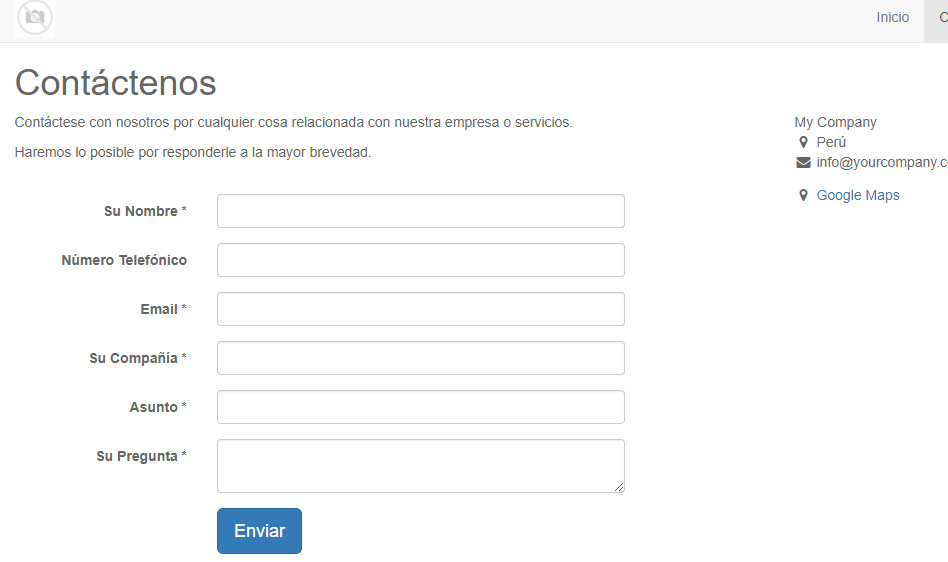 Inicio
Contáctenos
Contáctese con nosotros por cualquier cosa relacionada con nuestra empresa o servicios.
Haremos lo posible por responderle a la mayor brevedad.
My Company
Perú
info@yourcompany.c
Google Maps
Su Nombre *
Número Telefónico
Email *
Su Compañía *
Asunto *
Su Pregunta *
Enviar